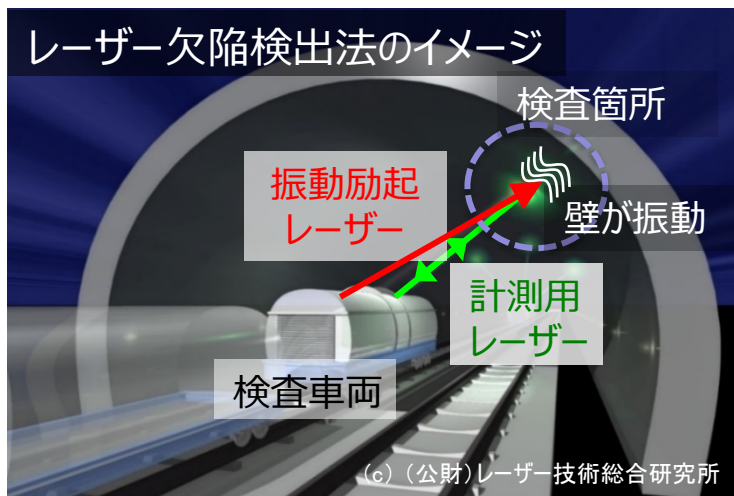 レーザー欠陥検出法のイメージ
検査箇所
振動励起
レーザー
壁が振動
計測用
レーザー
検査車両
(c) (公財)レーザー技術総合研究所